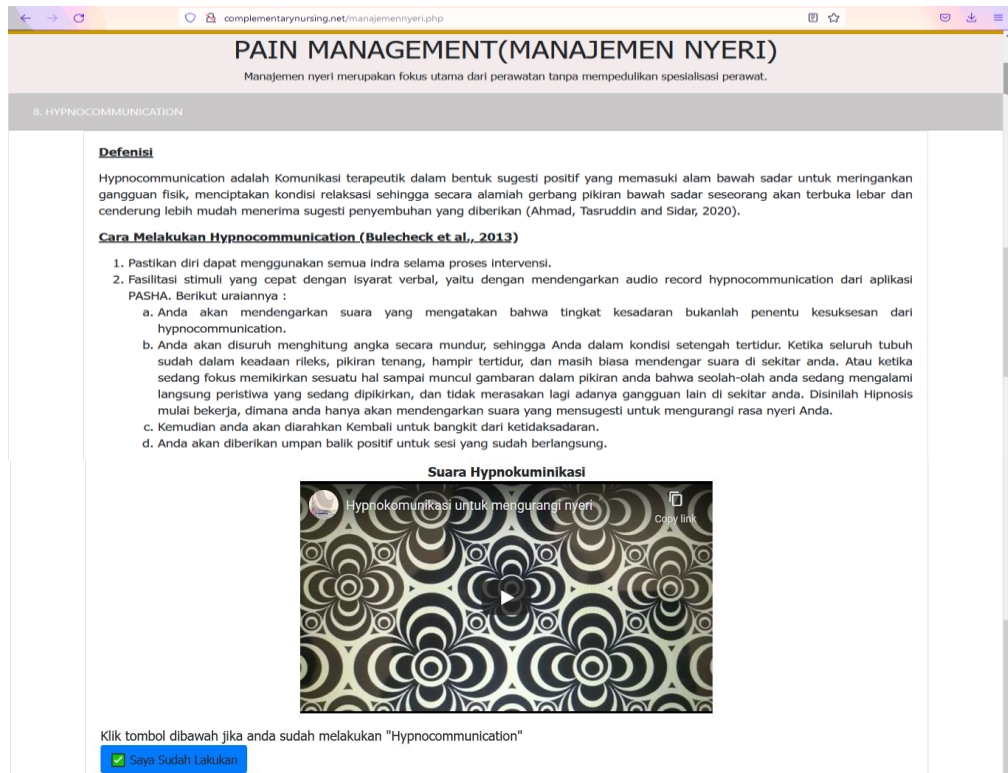 complementarynursing.net/manajemennyeri.php
PAIN MANAGEMENT(MANAJEMEN NYERI)
Manajemen nyeri merupakan fokus utama dari perawatan tanpa mempedulikan spesialisasi perawat.
8. HYPNOCOMMUNICATION
Defenisi
Hypnocommunication adalah Komunikasi terapeutik dalam bentuk sugesti positif yang memasuki alam bawah sadar untuk meringankan
gangguan fisik, menciptakan kondisi relaksasi sehingga secara alamiah gerbang pikiran bawah sadar seseorang akan terbuka lebar dan
cenderung lebih mudah menerima sugesti penyembuhan yang diberikan (Ahmad, Tasruddin and Sidar, 2020).
Cara Melakukan Hypnocommunication (Bulecheck et al., 2013)
1. Pastikan diri dapat menggunakan semua indra selama proses intervensi.
2. Fasilitasi stimuli yang cepat dengan isyarat verbal, yaitu dengan mendengarkan audio record hypnocommunication dari aplikasi
PASHA. Berikut uraiannya :
a. Anda akan mendengarkan suara yang mengatakan bahwa tingkat kesadaran bukanlah penentu kesuksesan dari
hypnocommunication.
b. Anda akan disuruh menghitung angka secara mundur, sehingga Anda dalam kondisi setengah tertidur. Ketika seluruh tubuh
sudah dalam keadaan rileks, pikiran tenang, hampir tertidur, dan masih biasa mendengar suara di sekitar anda. Atau ketika
sedang fokus memikirkan sesuatu hal sampai muncul gambaran dalam pikiran anda bahwa seolah-olah anda sedang mengalami
langsung peristiwa yang sedang dipikirkan, dan tidak merasakan lagi adanya gangguan lain di sekitar anda. Disinilah Hipnosis
mulai bekerja, dimana anda hanya akan mendengarkan suara yang mensugesti untuk mengurangi rasa nyeri Anda.
c. Kemudian anda akan diarahkan Kembali untuk bangkit dari ketidaksadaran.
d. Anda akan diberikan umpan balik positif untuk sesi yang sudah berlangsung.
Suara Hypnokuminikasi
Hypnokomunikasi untuk mengurangi nyeri
Copy link
Klik tombol dibawah jika anda sudah melakukan "Hypnocommunication"
✅ Saya Sudah Lakukan